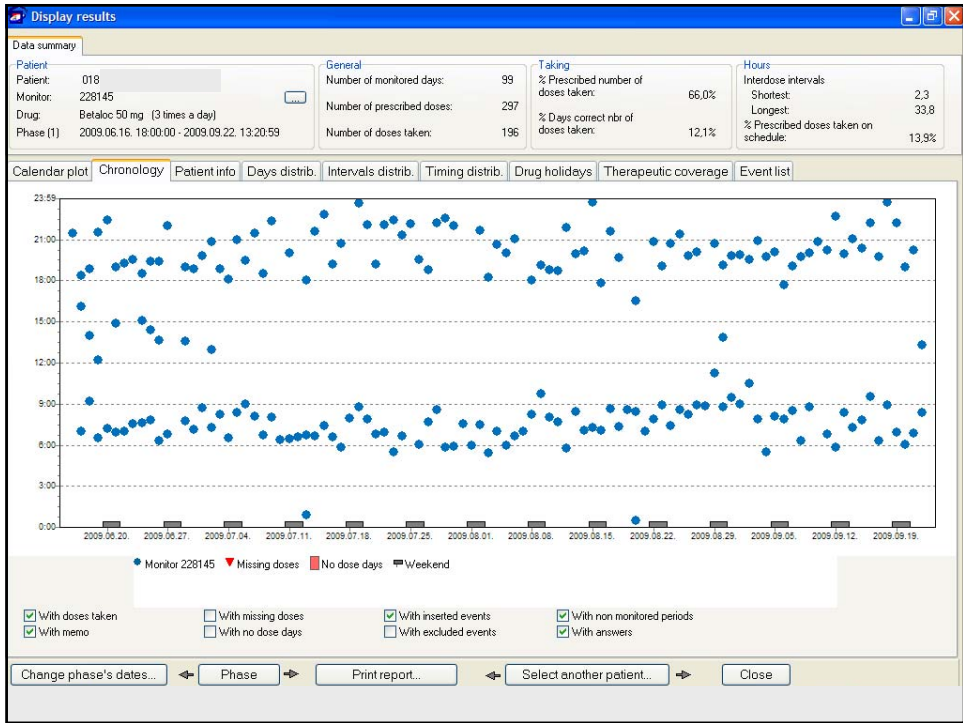 Display results
Data summary
Patient
Patient: 018
Monitor: 228145 ...
Drug: Betaloc 50 mg (3 times a day)
Phase (1) 2009.06.16. 18:00:00 - 2009.09.22. 13:20:59
General
Number of monitored days: 99
Number of prescribed doses: 297
Number of doses taken: 196
Taking
% Prescribed number of
doses taken: 66,0%
% Days correct nbr of
doses taken: 12,1%
Hours
Interdose intervals
Shortest: 2,3
Longest: 33,8
% Prescribed doses taken on
schedule: 13,9%
Calendar plot Chronology Patient info Days distrib. Intervals distrib. Timing distrib. Drug holidays Therapeutic coverage Event list
23:59
21:00
18:00
15:00
12:00
9:00
6:00
3:00
0:00
2009.06.20. 2009.06.27. 2009.07.04. 2009.07.11. 2009.07.18. 2009.07.25. 2009.08.01. 2009.08.08. 2009.08.15. 2009.08.22. 2009.08.29. 2009.09.05. 2009.09.12. 2009.09.19.
Monitor 228145 Missing doses No dose days Weekend
With doses taken With missing doses With inserted events With non monitored periods
With memo With no dose days With excluded events With answers
Change phase's dates... Phase Print report... Select another patient... Close